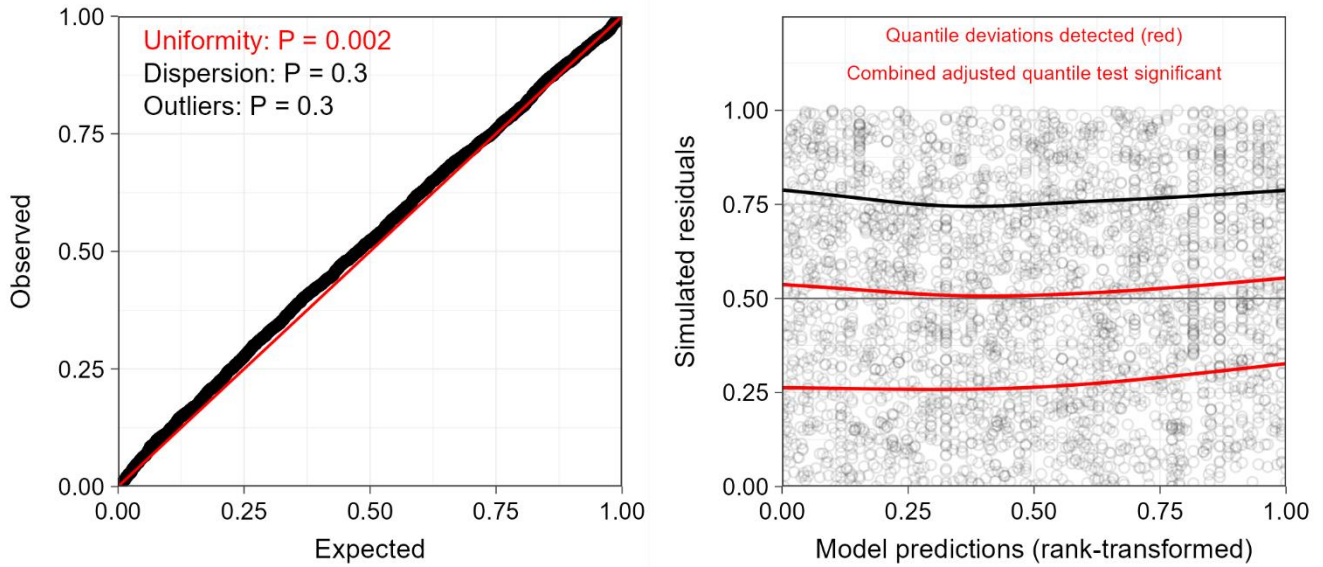 1.00
0.75
0.50
0.25
0.00
Observed
Uniformity: P = 0.002
Dispersion: P = 0.3
Outliers: P = 0.3
0.00 0.25 0.50 0.75 1.00
Expected
Quantile deviations detected (red)
Combined adjusted quantile test significant
1.00
0.75
0.50
0.25
0.00
Simulated residuals
0.00 0.25 0.50 0.75 1.00
Model predictions (rank-transformed)